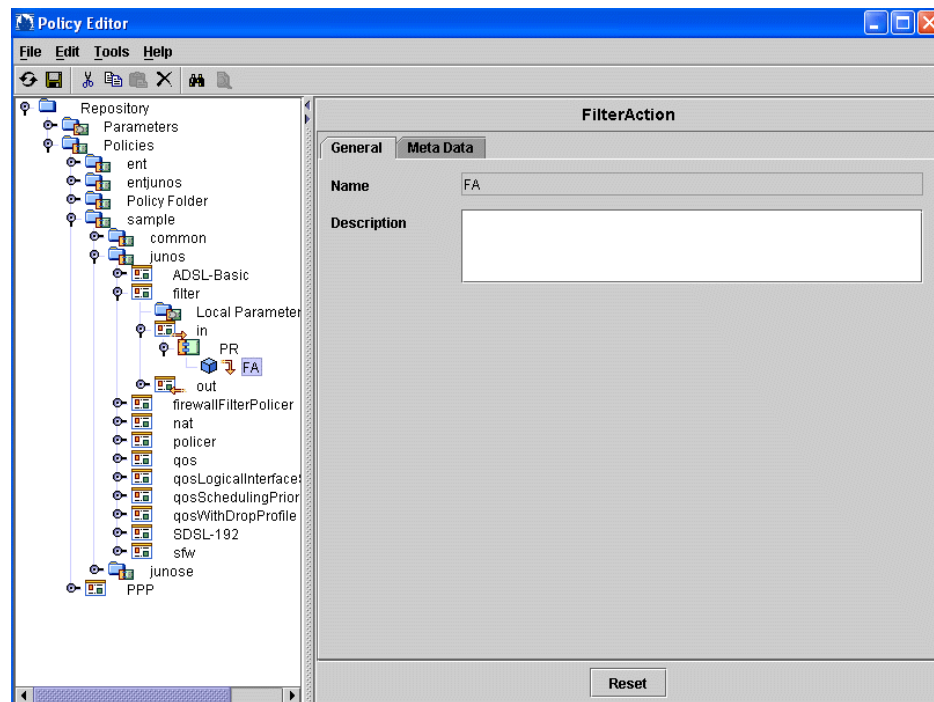 Policy Editor
File Edit Tools Help
Repository
Parameters
Policies
ent
entjunos
Policy Folder
sample
common
junos
ADSL-Basic
filter
Local Parameter
in
PR
FA
out
firewallFilterPolicer
nat
policer
qos
qosLogicalInterface
qosSchedulingPrior
qosWithDropProfile
SDSL-192
sfw
junose
PPP
FilterAction
General Meta Data
Name FA
Description
Reset